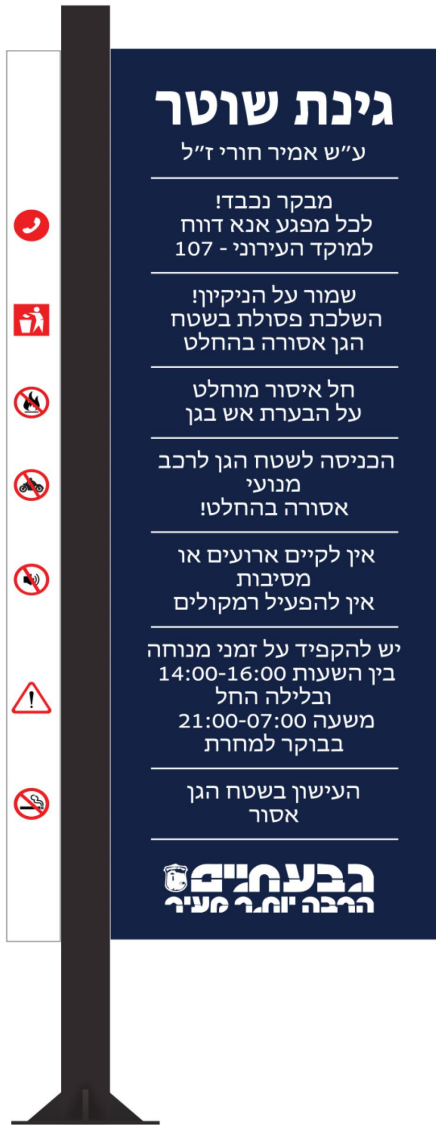 גינת שוטר
ע״ש אמיר חורי ז״ל
מבקר נכבד!
לכל מפגע אנא דווח
למוקד העירוני - 107
שמור על הניקיון!
השלכת פסולת בשטח
הגן אסורה בהחלט
חל איסור מוחלט
על הבערת אש בגן
הכניסה לשטח הגן לרכב
מנועי
אסורה בהחלט!
אין לקיים ארועים או
מסיבות
אין להפעיל רמקולים
יש להקפיד על זמני מנוחה
בין השעות 14:00-16:00
ובלילה החל
משעה 21:00-07:00
בבוקר למחרת
העישון בשטח הגן
אסור
גבעתיים
הרבה יותר מעיר